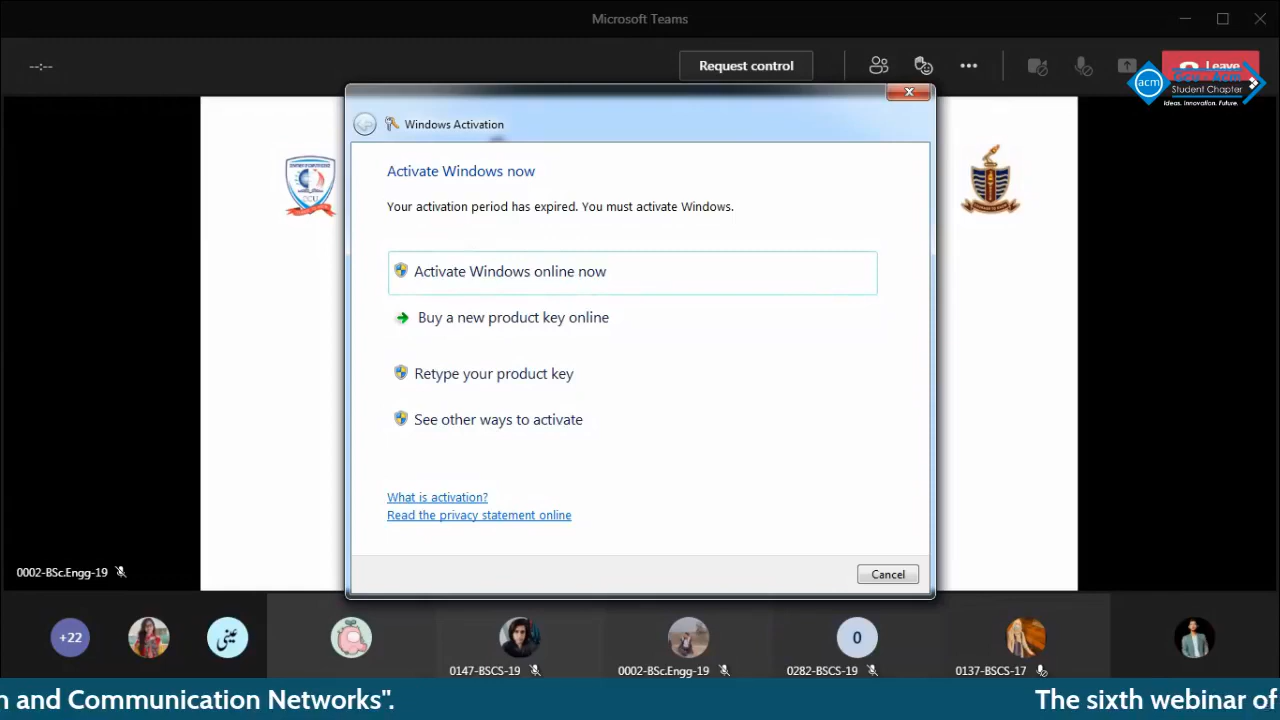 Microsoft Teams
--:--
Request control
Leave
acm
Student Chapter
Ideas. Innovation. Future.
Windows Activation
Activate Windows now
Your activation period has expired. You must activate Windows.
Activate Windows online now
Buy a new product key online
Retype your product key
See other ways to activate
What is activation?
Read the privacy statement online
Cancel
0002-BSc.Engg-19
+22
عینی
0147-BSCS-19
0002-BSc.Engg-19
0
0282-BSCS-19
0137-BSCS-17
n and Communication Networks".
The sixth webinar of